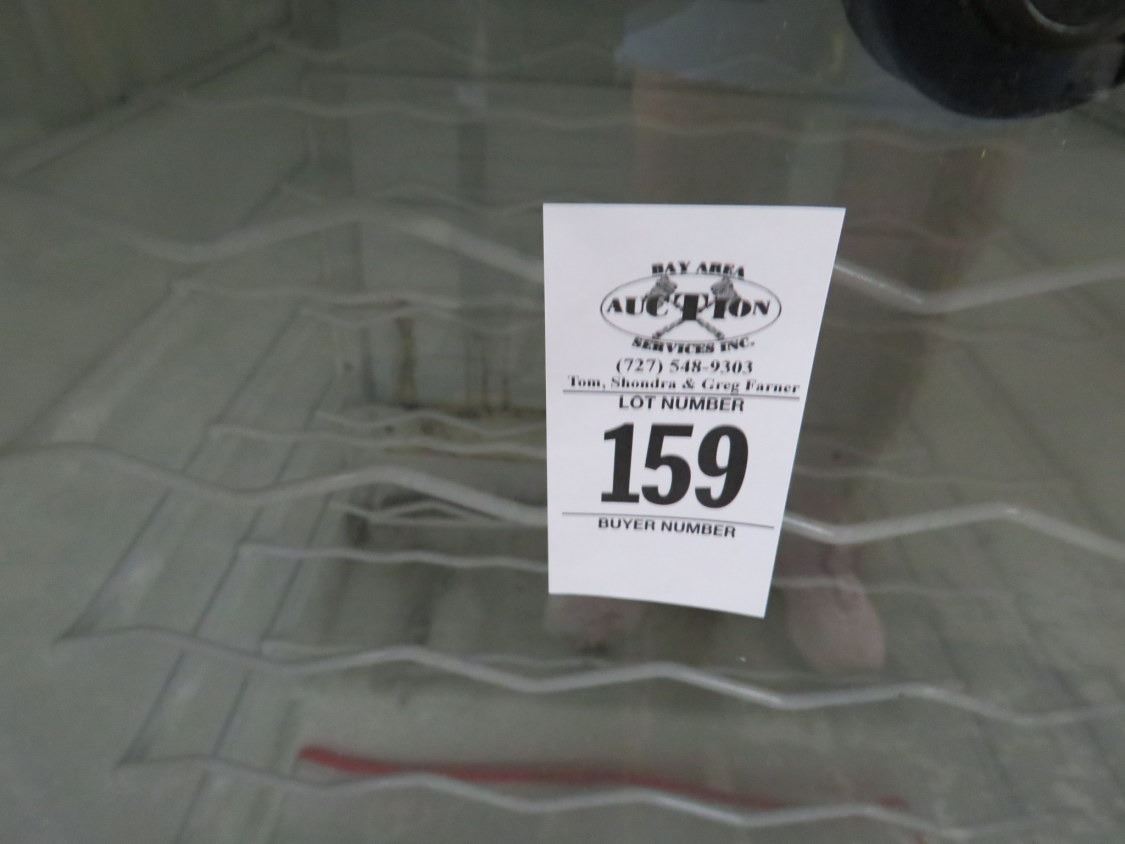 BAY AREA
AUCTION
SERVICES INC.
(727) 548-9303
Tom, Shondra & Greg Farner
LOT NUMBER
159
BUYER NUMBER